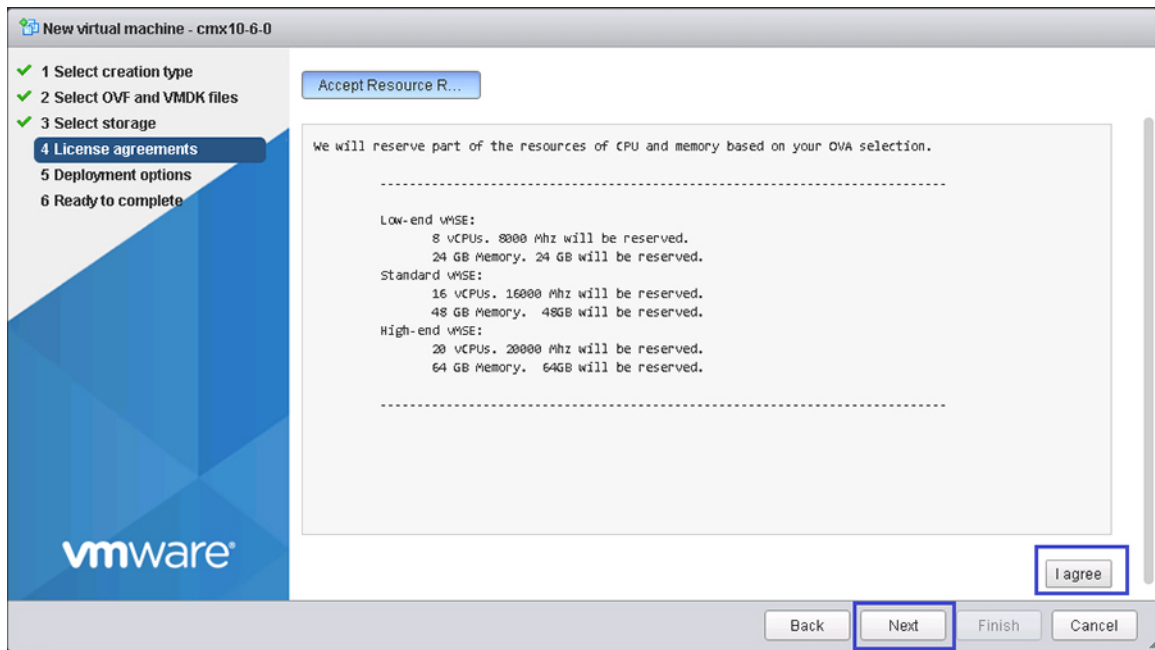 New virtual machine - cmx10-6-0
1 Select creation type
2 Select OVF and VMDK files
3 Select storage
4 License agreements
5 Deployment options
6 Ready to complete
vmware®
Accept Resource R...
We will reserve part of the resources of CPU and memory based on your OVA selection.
-----------------------------------------------------------------------------
Low-end vMSE:
8 vCPUs. 8000 Mhz will be reserved.
24 GB Memory. 24 GB will be reserved.
Standard vMSE:
16 vCPUs. 16000 Mhz will be reserved.
48 GB Memory. 48GB will be reserved.
High-end vMSE:
20 vCPUs. 20000 Mhz will be reserved.
64 GB Memory. 64GB will be reserved.
-----------------------------------------------------------------------------
I agree
Back Next Finish Cancel